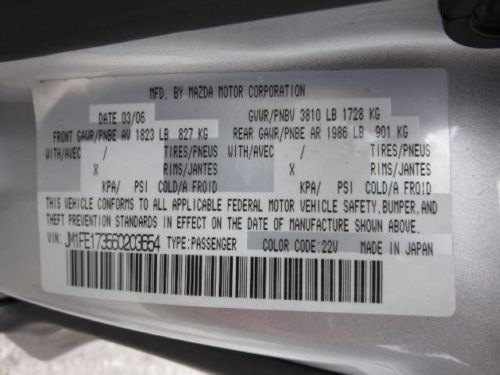 MFD. BY MAZDA MOTOR CORPORATION
DATE 03/06 GVWR/PNBV 3810 LB 1728 KG
FRONT GAWR/PNBE AV 1823 LB 827 KG REAR GAWR/PNBE AR 1986 LB 901 KG
WITH/AVEC / TIRES/PNEUS WITH/AVEC / TIRES/PNEUS
X RIMS/JANTES X RIMS/JANTES
KPA/ PSI COLD/A FROID KPA/ PSI COLD/A FROID
THIS VEHICLE CONFORMS TO ALL APPLICABLE FEDERAL MOTOR VEHICLE SAFETY, BUMPER, AND
THEFT PREVENTION STANDARDS IN EFFECT ON THE DATE OF MANUFACTURE SHOWN ABOVE.
VIN: JM1FE173560203654 TYPE:PASSENGER COLOR CODE:22V MADE IN JAPAN